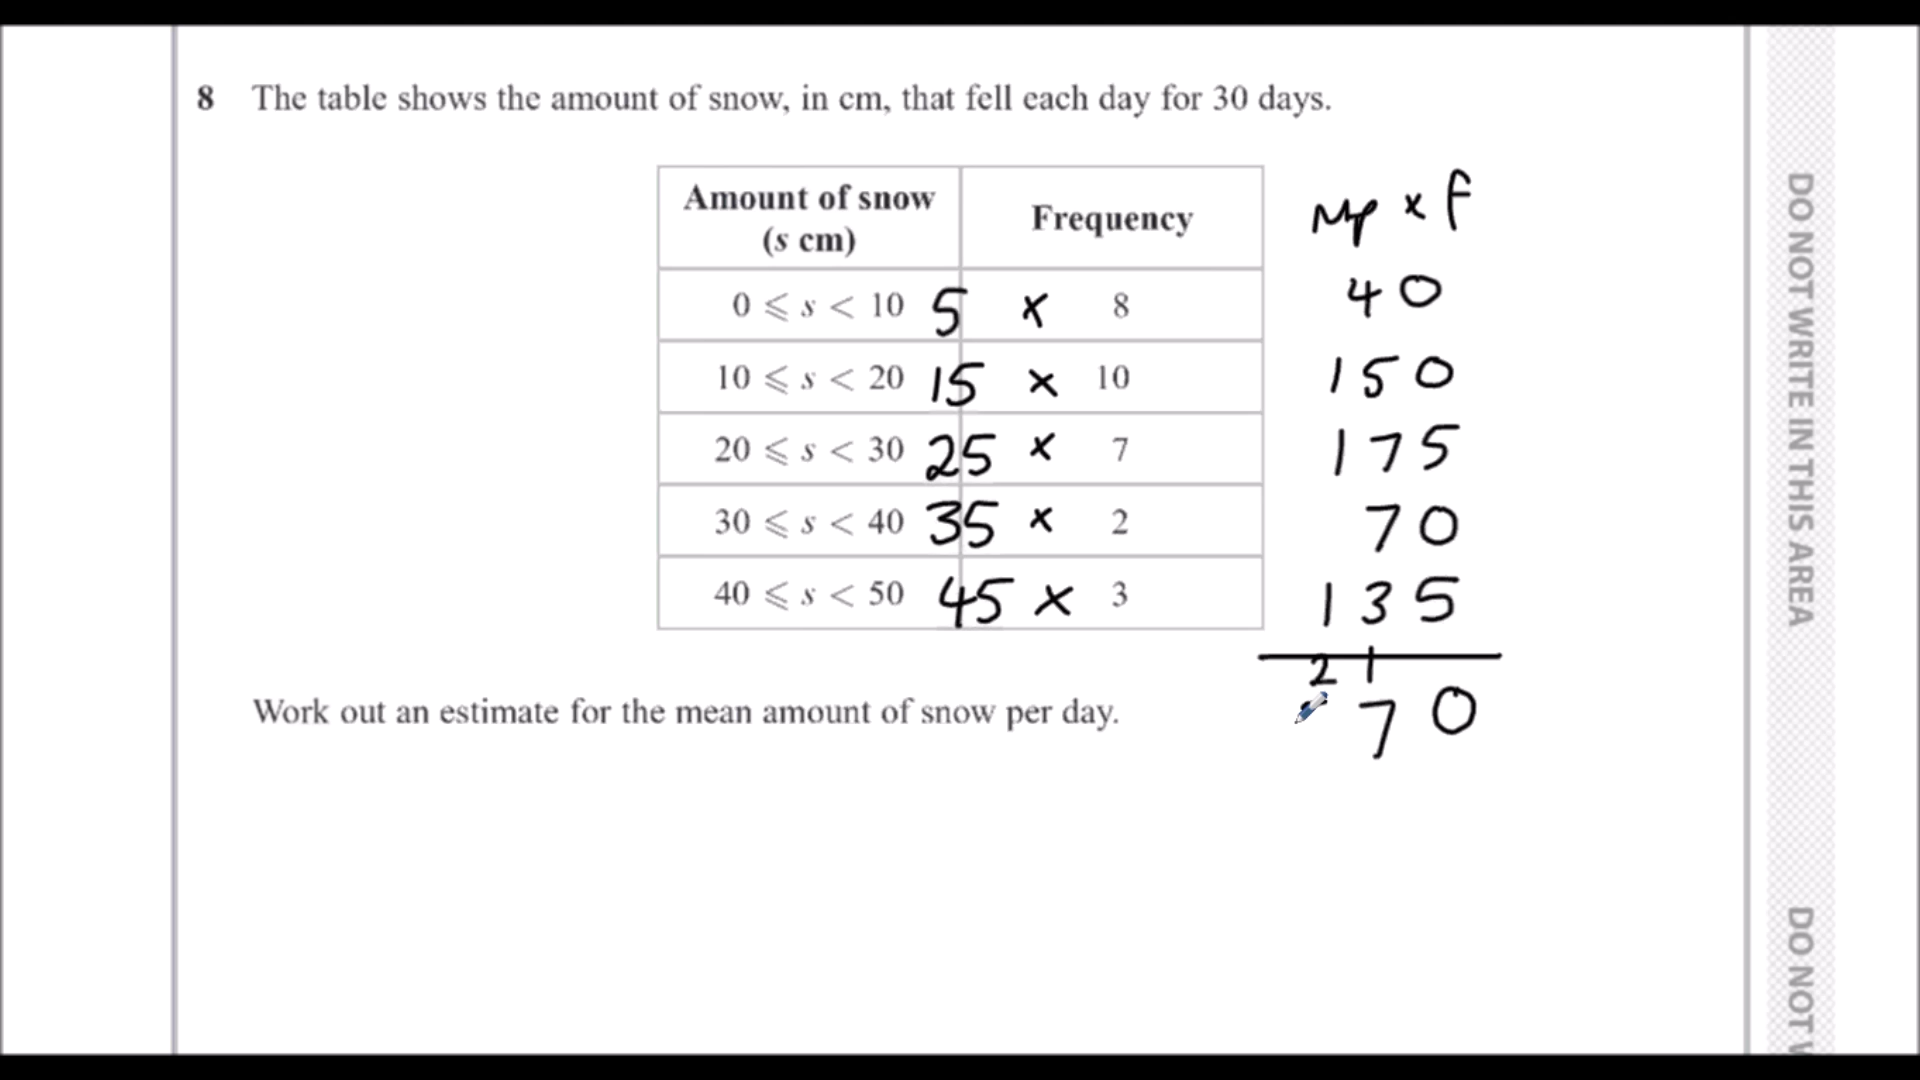 8 The table shows the amount of snow, in cm, that fell each day for 30 days.
Amount of snow (s cm) Frequency Mp x f
0 ⩽ s < 10 5 x 8 40
10 ⩽ s < 20 15 x 10 150
20 ⩽ s < 30 25 x 7 175
30 ⩽ s < 40 35 x 2 70
40 ⩽ s < 50 45 x 3 135
2 1
70
Work out an estimate for the mean amount of snow per day.
DO NOT WRITE IN THIS AREA
DO NOT W